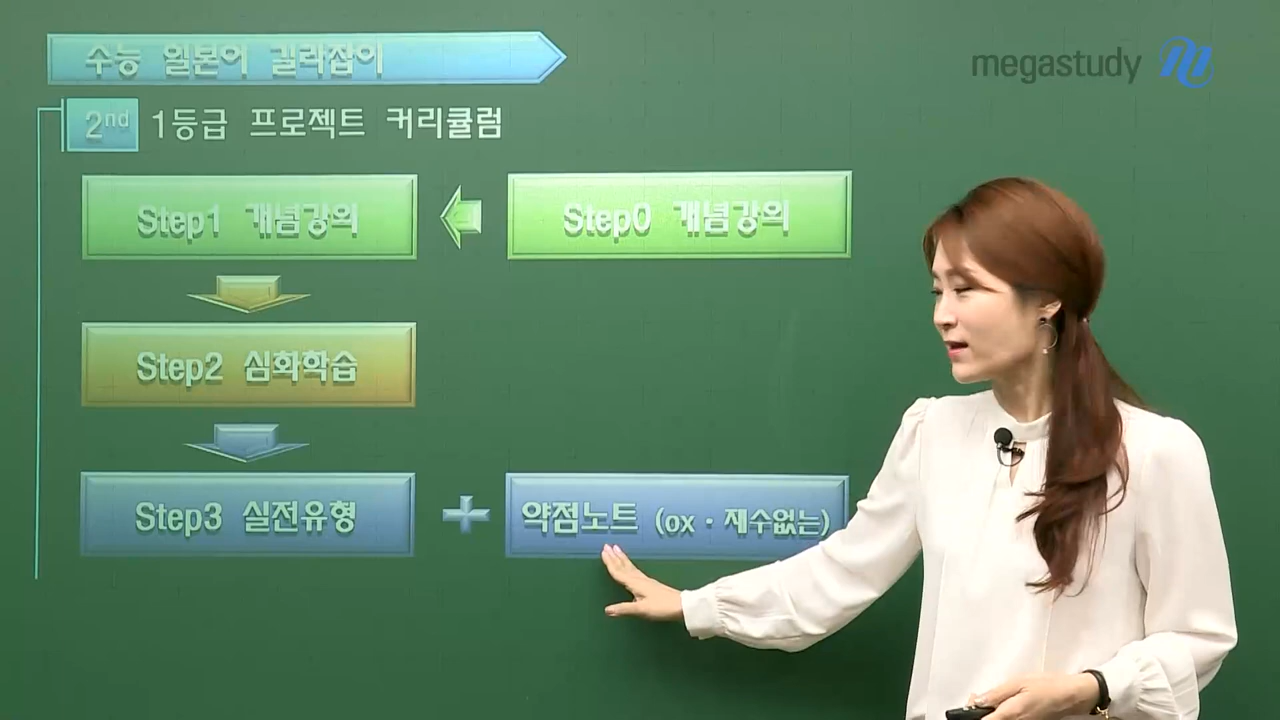 수능 일본어 길라잡이
megastudy
2nd 1등급 프로젝트 커리큘럼
Step1 개념강의
Step0 개념강의
Step2 심화학습
Step3 실전유형
+
약점노트 (ox · 재수없는)